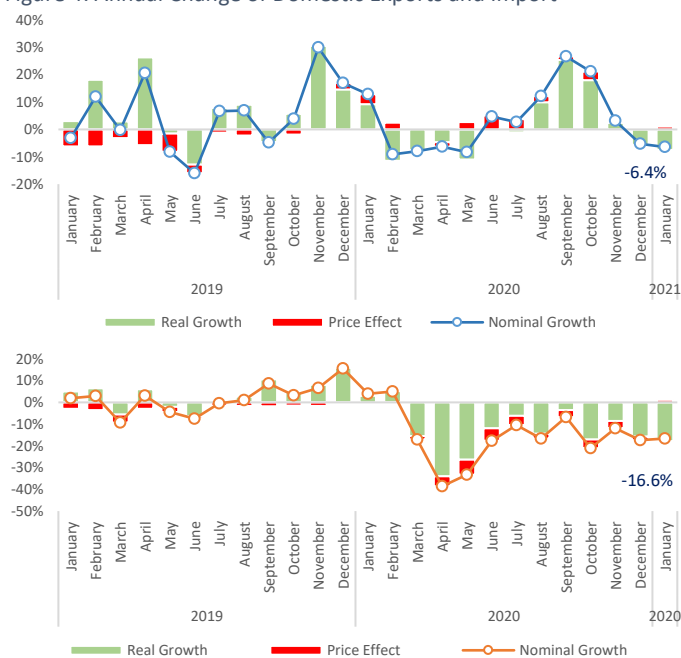 Figure 4. Annual Change of Domestic Exports and Import
40%
30%
20%
10%
0%
-10%
-20%
-6.4%
January February March April May June July August September October November December January February March April May June July August September October November December January
2019 2020 2021
Real Growth Price Effect Nominal Growth
20%
10%
0%
-10%
-20%
-30%
-40%
-50%
-16.6%
January February March April May June July August September October November December January February March April May June July August September October November December January
2019 2020 2020
Real Growth Price Effect Nominal Growth